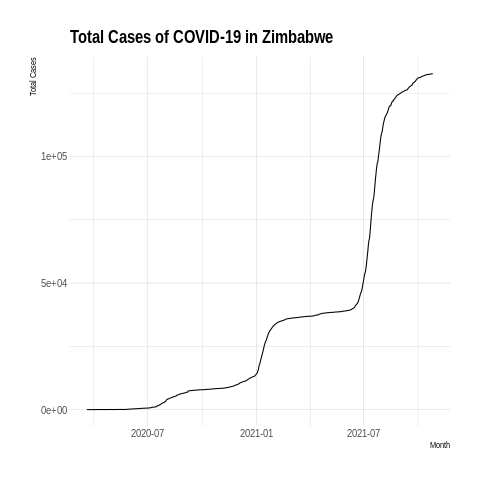 Total Cases of COVID-19 in Zimbabwe
Total Cases
1e+05
5e+04
0e+00
2020-07
2021-01
2021-07
Month